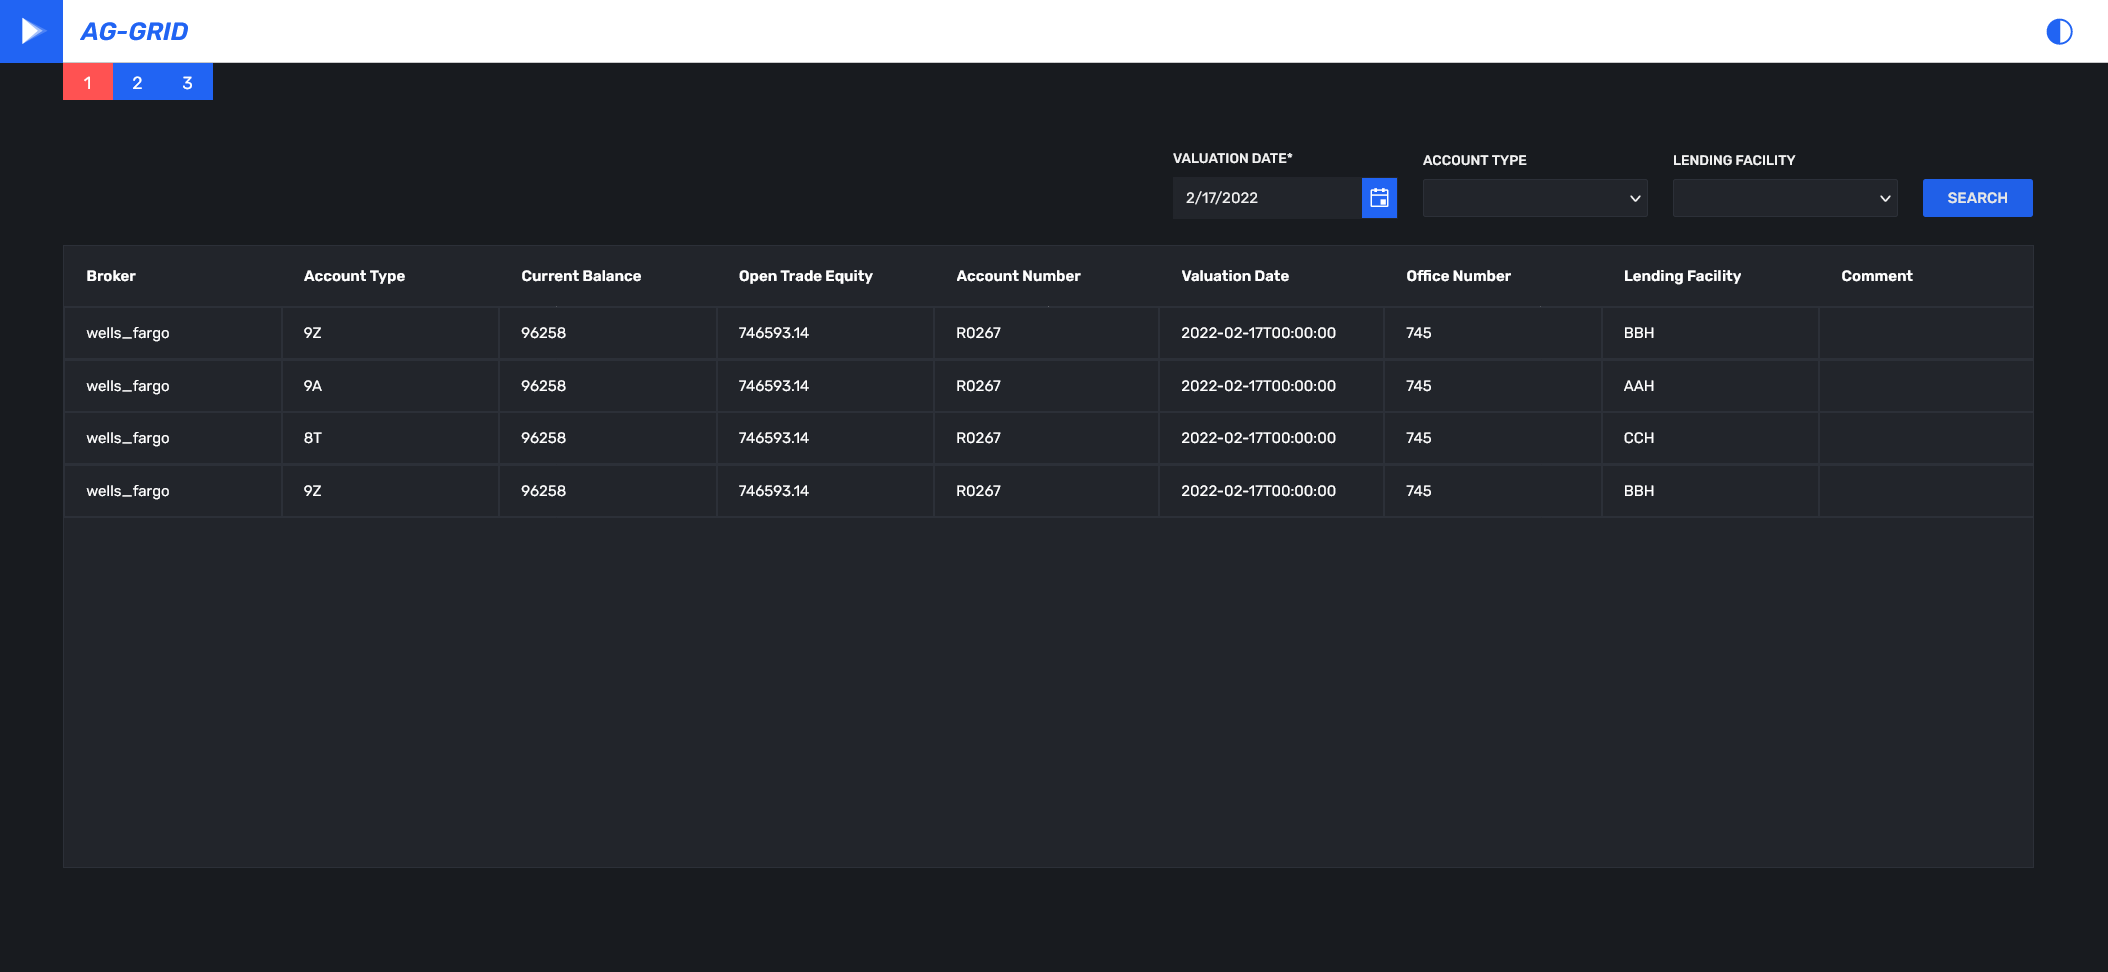 AG-GRID
1 2 3
VALUATION DATE* ACCOUNT TYPE LENDING FACILITY
2/17/2022 SEARCH
Broker Account Type Current Balance Open Trade Equity Account Number Valuation Date Office Number Lending Facility Comment
wells_fargo 9Z 96258 746593.14 R0267 2022-02-17T00:00:00 745 BBH
wells_fargo 9A 96258 746593.14 R0267 2022-02-17T00:00:00 745 AAH
wells_fargo 8T 96258 746593.14 R0267 2022-02-17T00:00:00 745 CCH
wells_fargo 9Z 96258 746593.14 R0267 2022-02-17T00:00:00 745 BBH